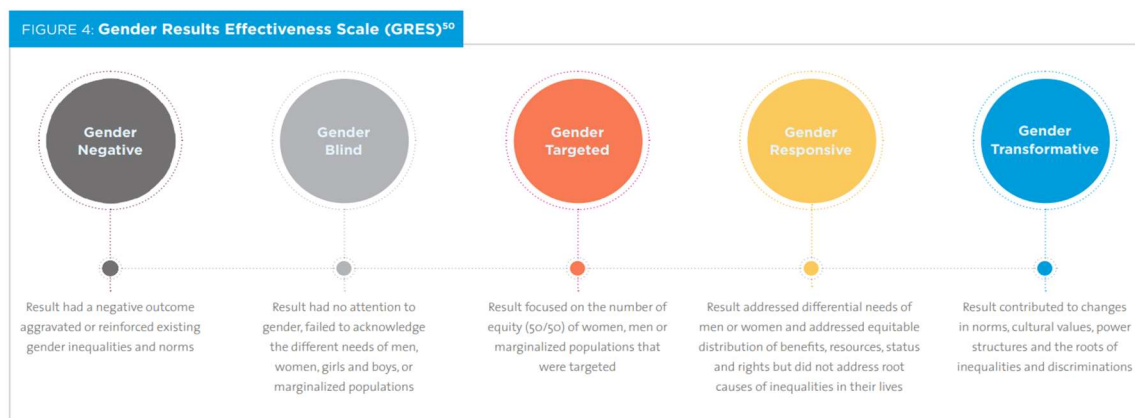 FIGURE 4: Gender Results Effectiveness Scale (GRES)50
Gender
Negative
Gender
Blind
Gender
Targeted
Gender
Responsive
Gender
Transformative
Result had a negative outcome
aggravated or reinforced existing
gender inequalities and norms
Result had no attention to
gender, failed to acknowledge
the different needs of men,
women, girls and boys, or
marginalized populations
Result focused on the number of
equity (50/50) of women, men or
marginalized populations that
were targeted
Result addressed differential needs of
men or women and addressed equitable
distribution of benefits, resources, status
and rights but did not address root
causes of inequalities in their lives
Result contributed to changes
in norms, cultural values, power
structures and the roots of
inequalities and discriminations